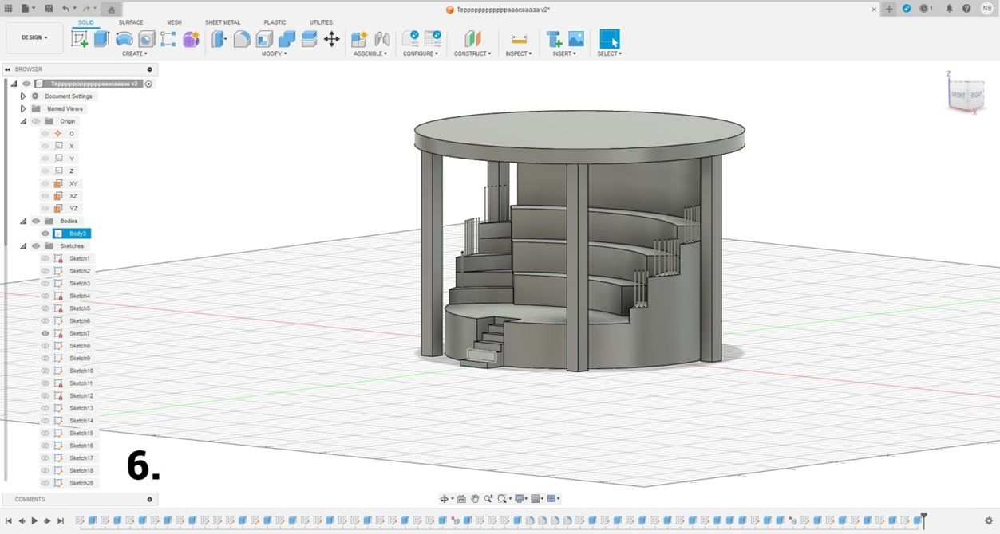 Teppppppppppppaaacaaaaa v2*
1
NB
DESIGN
SOLID
SURFACE
MESH
SHEET METAL
PLASTIC
UTILITIES
CREATE
MODIFY
ASSEMBLE
CONFIGURE
CONSTRUCT
INSPECT
INSERT
SELECT
BROWSER
Teppppppppppppaaacaaaaa v2
Document Settings
Named Views
Origin
O
X
Y
Z
XY
XZ
YZ
Bodies
Body3
Sketches
Sketch1
Sketch2
Sketch3
Sketch4
Sketch5
Sketch6
Sketch7
Sketch8
Sketch9
Sketch10
Sketch11
Sketch12
Sketch13
Sketch14
Sketch15
Sketch16
Sketch17
Sketch18
Sketch28
Z
FRONT
RIGHT
X
6.
COMMENTS